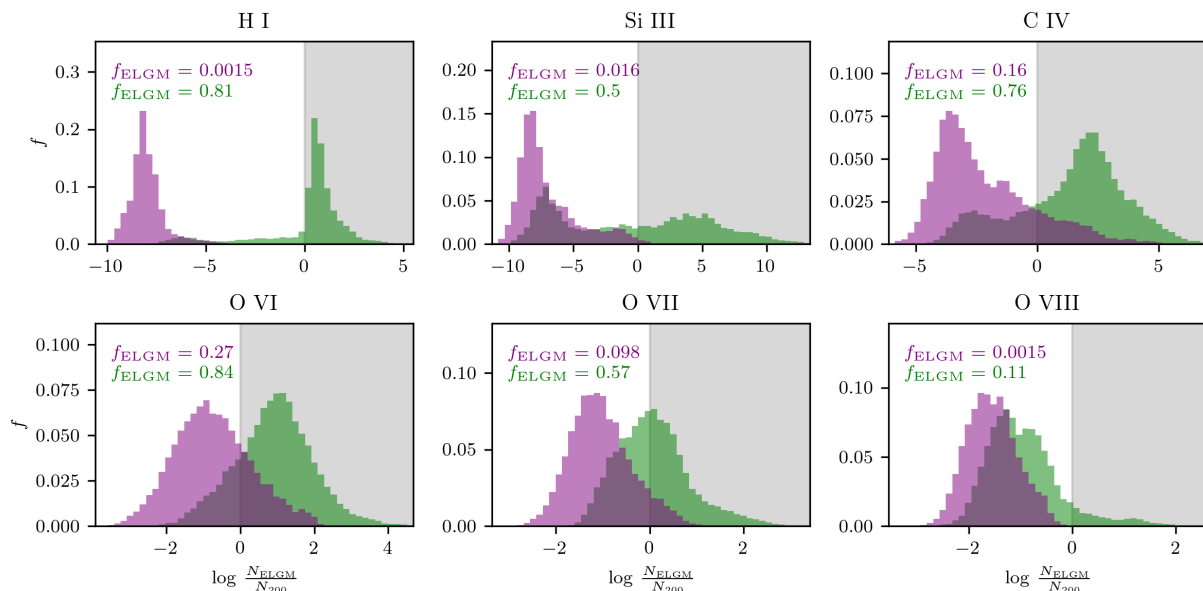 H I
Si III
C IV
f
0.3
0.2
0.1
0.0
f_ELGM = 0.0015
f_ELGM = 0.81
−10
−5
0
5
0.20
0.15
0.10
0.05
0.00
f_ELGM = 0.016
f_ELGM = 0.5
−10
−5
0
5
10
0.100
0.075
0.050
0.025
0.000
f_ELGM = 0.16
f_ELGM = 0.76
−5
0
5
O VI
O VII
O VIII
f
0.100
0.075
0.050
0.025
0.000
f_ELGM = 0.27
f_ELGM = 0.84
−2
0
2
4
log N_ELGM/N_200
0.10
0.05
0.00
f_ELGM = 0.098
f_ELGM = 0.57
−2
0
2
log N_ELGM/N_200
0.10
0.05
0.00
f_ELGM = 0.0015
f_ELGM = 0.11
−2
0
2
log N_ELGM/N_200